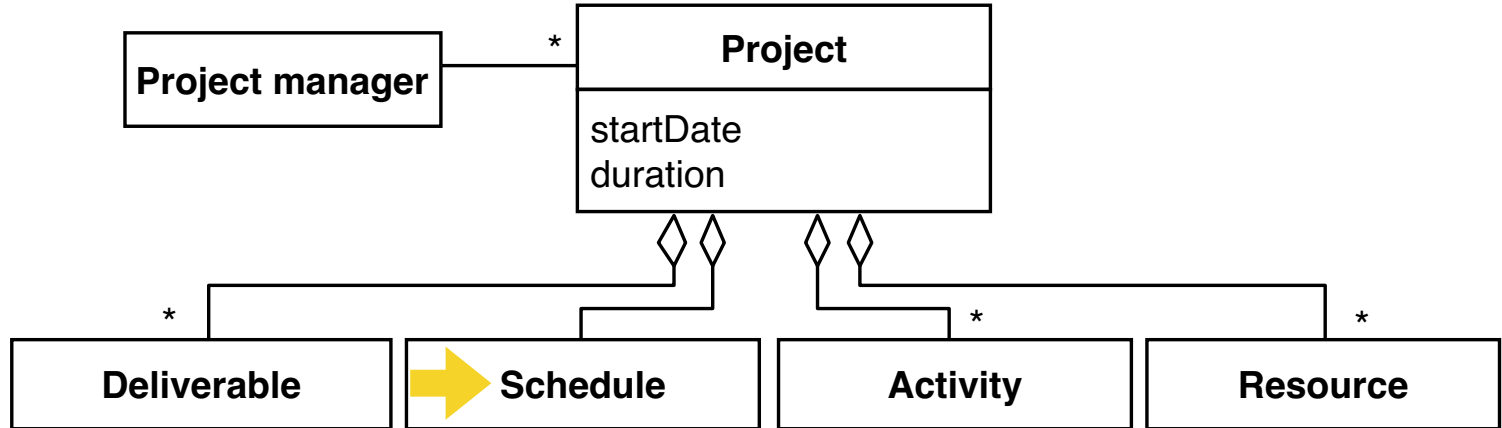 Project manager
*
Project
startDate
duration
*
*
*
Deliverable
Schedule
Activity
Resource